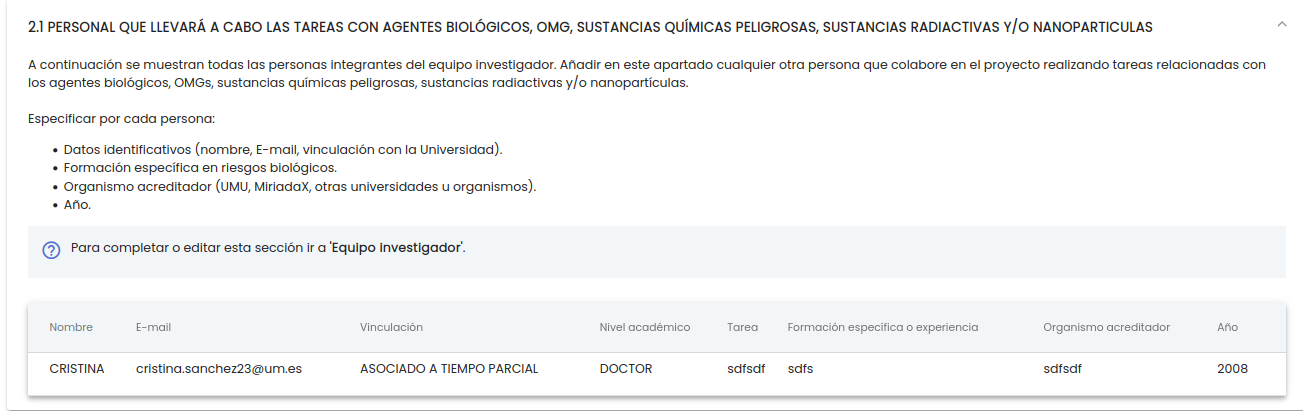 2.1 PERSONAL QUE LLEVARÁ A CABO LAS TAREAS CON AGENTES BIOLÓGICOS, OMG, SUSTANCIAS QUÍMICAS PELIGROSAS, SUSTANCIAS RADIACTIVAS Y/O NANOPARTICULAS
A continuación se muestran todas las personas integrantes del equipo investigador. Añadir en este apartado cualquier otra persona que colabore en el proyecto realizando tareas relacionadas con
los agentes biológicos, OMGs, sustancias químicas peligrosas, sustancias radiactivas y/o nanopartículas.
Especificar por cada persona:
• Datos identificativos (nombre, E-mail, vinculación con la Universidad).
• Formación específica en riesgos biológicos.
• Organismo acreditador (UMU, MiriadaX, otras universidades u organismos).
• Año.
Para completar o editar esta sección ir a 'Equipo investigador'.
Nombre E-mail Vinculación Nivel académico Tarea Formación específica o experiencia Organismo acreditador Año
CRISTINA cristina.sanchez23@um.es ASOCIADO A TIEMPO PARCIAL DOCTOR sdfsdf sdfs sdfsdf 2008